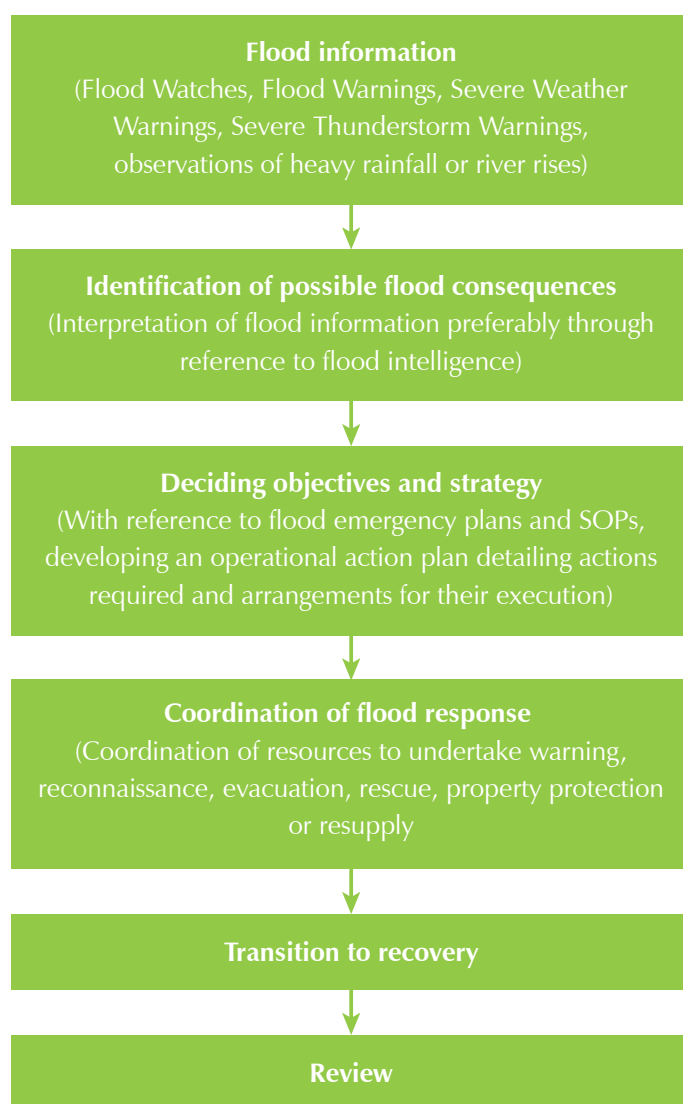 Flood information
(Flood Watches, Flood Warnings, Severe Weather
Warnings, Severe Thunderstorm Warnings,
observations of heavy rainfall or river rises)
Identification of possible flood consequences
(Interpretation of flood information preferably through
reference to flood intelligence)
Deciding objectives and strategy
(With reference to flood emergency plans and SOPs,
developing an operational action plan detailing actions
required and arrangements for their execution)
Coordination of flood response
(Coordination of resources to undertake warning,
reconnaissance, evacuation, rescue, property protection
or resupply
Transition to recovery
Review